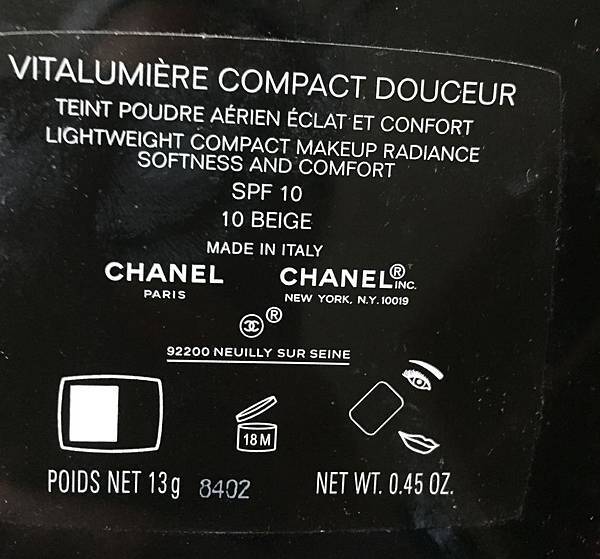 VITALUMIÈRE COMPACT DOUCEUR
TEINT POUDRE AÉRIEN ÉCLAT ET CONFORT
LIGHTWEIGHT COMPACT MAKEUP RADIANCE
SOFTNESS AND COMFORT
SPF 10
10 BEIGE
MADE IN ITALY
CHANEL CHANEL® INC.
PARIS NEW YORK, N.Y. 10019
®
92200 NEUILLY SUR SEINE
18 M
POIDS NET 13 g 8402 NET WT. 0.45 OZ.